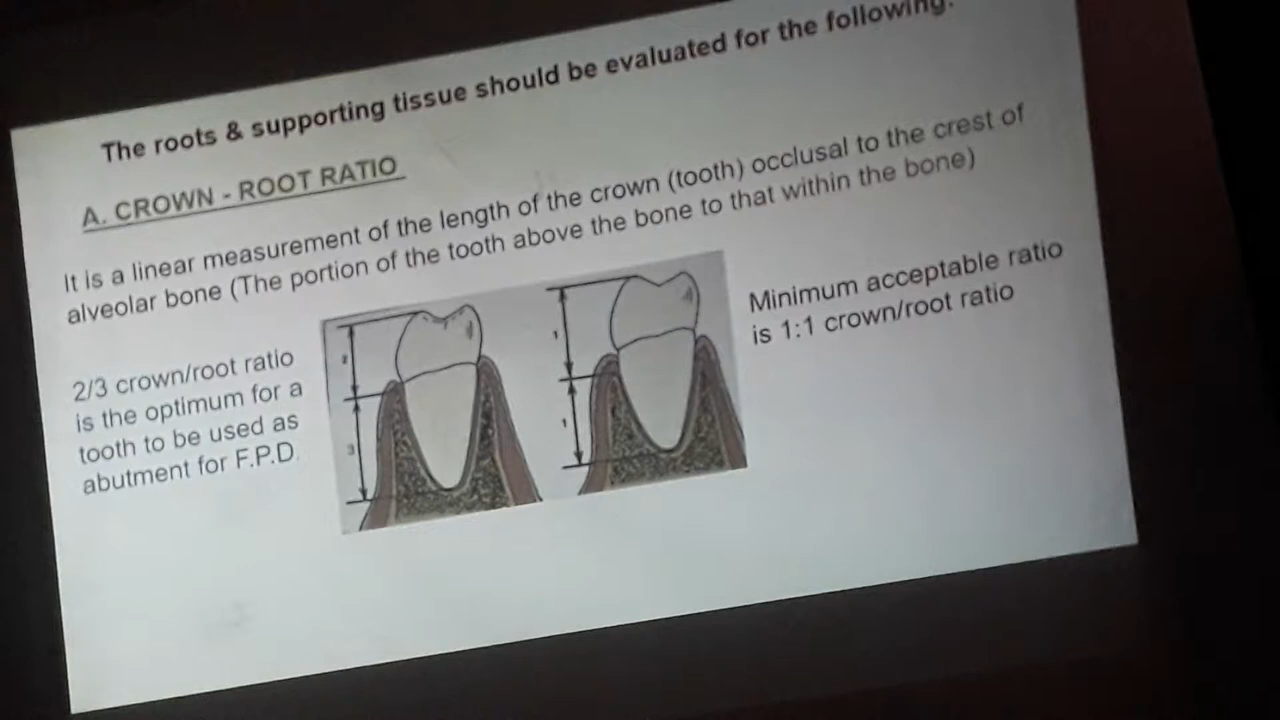 The roots & supporting tissue should be evaluated for the following:
A. CROWN - ROOT RATIO
It is a linear measurement of the length of the crown (tooth) occlusal to the crest of
alveolar bone (The portion of the tooth above the bone to that within the bone)
2/3 crown/root ratio
is the optimum for a
tooth to be used as
abutment for F.P.D.
2
3
1
1
Minimum acceptable ratio
is 1:1 crown/root ratio